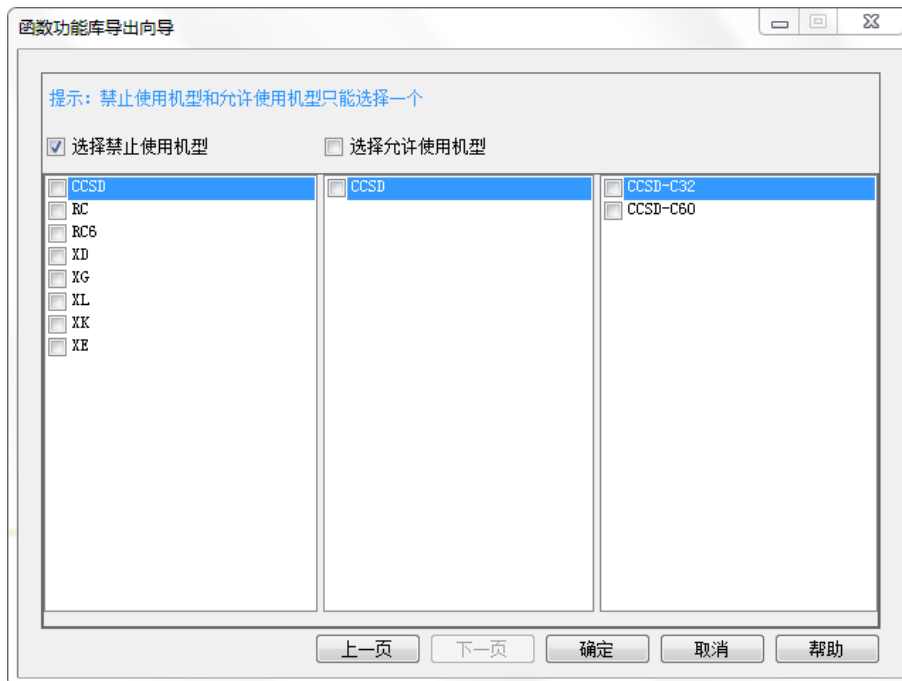 函数功能库导出向导
提示：禁止使用机型和允许使用机型只能选择一个
选择禁止使用机型 选择允许使用机型
CCSD
RC
RC6
XD
XG
XL
XK
XE
CCSD
CCSD-C32
CCSD-C60
上一页 下一页 确定 取消 帮助